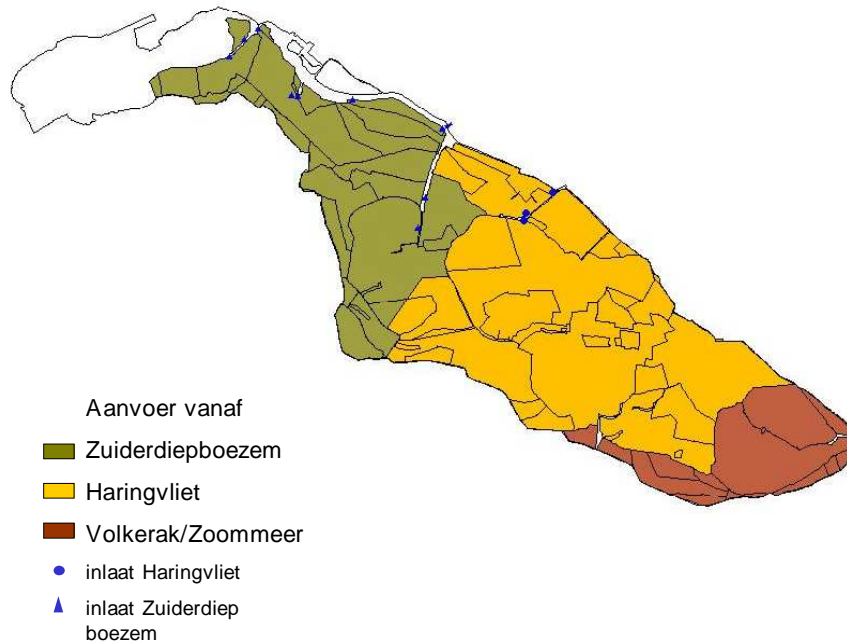 Aanvoer vanaf
Zuiderdiepboezem
Haringvliet
Volkerak/Zoommeer
inlaat Haringvliet
inlaat Zuiderdiep
boezem